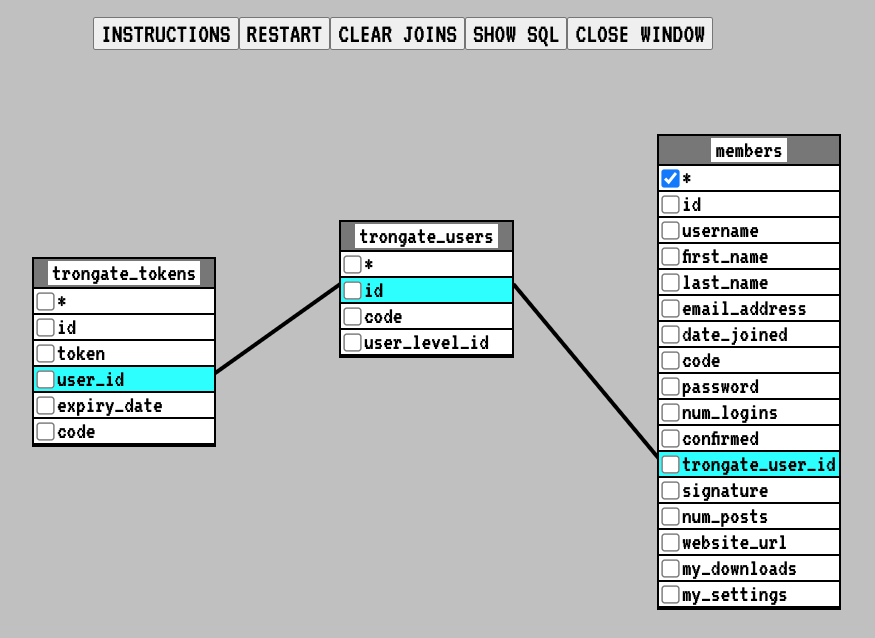 INSTRUCTIONS RESTART CLEAR JOINS SHOW SQL CLOSE WINDOW
trongate_tokens
*
id
token
user_id
expiry_date
code
trongate_users
*
id
code
user_level_id
members
*
id
username
first_name
last_name
email_address
date_joined
code
password
num_logins
confirmed
trongate_user_id
signature
num_posts
website_url
my_downloads
my_settings